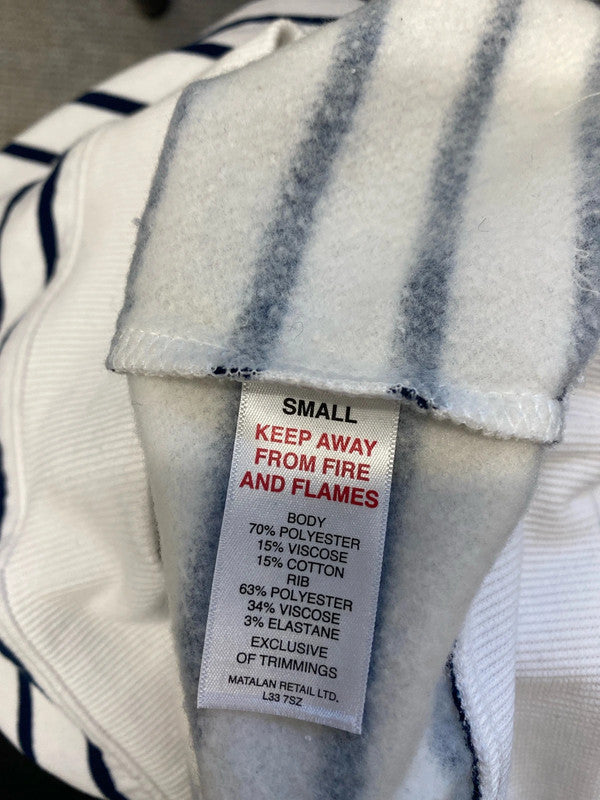 SMALL
KEEP AWAY
FROM FIRE
AND FLAMES
BODY
70% POLYESTER
15% VISCOSE
15% COTTON
RIB
63% POLYESTER
34% VISCOSE
3% ELASTANE
EXCLUSIVE
OF TRIMMINGS
MATALAN RETAIL LTD.
L33 7SZ